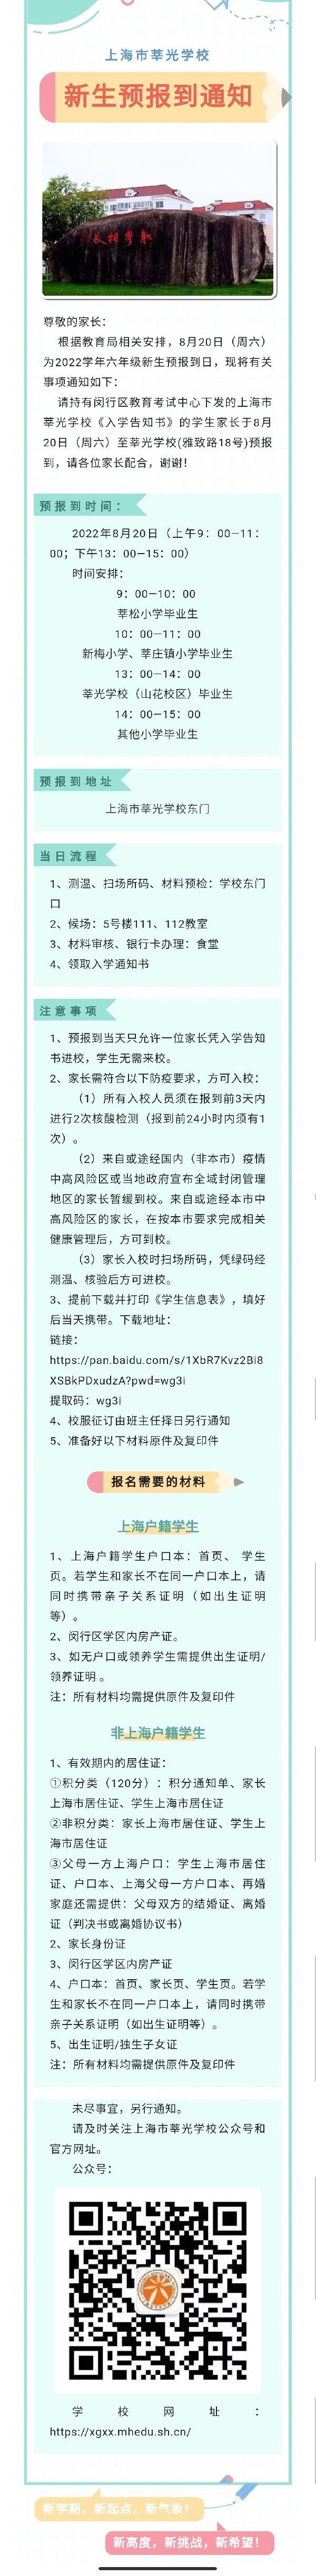 上海市莘光学校
新生预报到通知
尊敬的家长：
根据教育局相关安排，8月20日（周六）
为2022学年六年级新生预报到日，现将有关
事项通知如下：
请持有闵行区教育考试中心下发的上海市
莘光学校《入学告知书》的学生家长于8月
20日（周六）至莘光学校(雅致路18号)预报
到，请各位家长配合，谢谢！
预报到时间：
2022年8月20日（上午9：00—11：
00；下午13：00—15：00）
时间安排：
9：00—10：00
莘松小学毕业生
10：00—11：00
新梅小学、莘庄镇小学毕业生
13：00—14：00
莘光学校（山花校区）毕业生
14：00—15：00
其他小学毕业生
预报到地址
上海市莘光学校东门
当日流程
1、测温、扫场所码、材料预检：学校东门
口
2、候场：5号楼111、112教室
3、材料审核、银行卡办理：食堂
4、领取入学通知书
注意事项
1、预报到当天只允许一位家长凭入学告知
书进校，学生无需来校。
2、家长需符合以下防疫要求，方可入校：
（1）所有入校人员须在报到前3天内
进行2次核酸检测（报到前24小时内须有1
次）。
（2）来自或途经国内（非本市）疫情
中高风险区或当地政府宣布全域封闭管理
地区的家长暂缓到校。来自或途经本市中
高风险区的家长，在按本市要求完成相关
健康管理后，方可到校。
（3）家长入校时扫场所码，凭绿码经
测温、核验后方可进校。
3、提前下载并打印《学生信息表》，填好
后当天携带。下载地址：
链接：
https://pan.baidu.com/s/1XbR7Kvz2Bi8
XSBkPDxudzA?pwd=wg3i
提取码：wg3i
4、校服征订由班主任择日另行通知
5、准备好以下材料原件及复印件
报名需要的材料
上海户籍学生
1、上海户籍学生户口本：首页、 学生
页。若学生和家长不在同一户口本上，请
同时携带亲子关系证明（如出生证明
等）。
2、闵行区学区内房产证。
3、如无户口或领养学生需提供出生证明/
领养证明 。
注：所有材料均需提供原件及复印件
非上海户籍学生
1、有效期内的居住证：
①积分类（120分）：积分通知单、家长
上海市居住证、学生上海市居住证
②非积分类：家长上海市居住证、学生上
海市居住证
③父母一方上海户口：学生上海市居住
证、户口本、上海父母一方户口本、再婚
家庭还需提供：父母双方的结婚证、离婚
证（判决书或离婚协议书）
2、家长身份证
3、闵行区学区内房产证
4、户口本：首页、家长页、学生页。若学
生和家长不在同一户口本上，请同时携带
亲子关系证明（如出生证明等）。
5、出生证明/独生子女证
注：所有材料均需提供原件及复印件
未尽事宜，另行通知。
请及时关注上海市莘光学校公众号和
官方网址。
公众号：
学校网址：
https://xgxx.mhedu.sh.cn/
新学期，新起点，新气象！
新高度，新挑战，新希望！